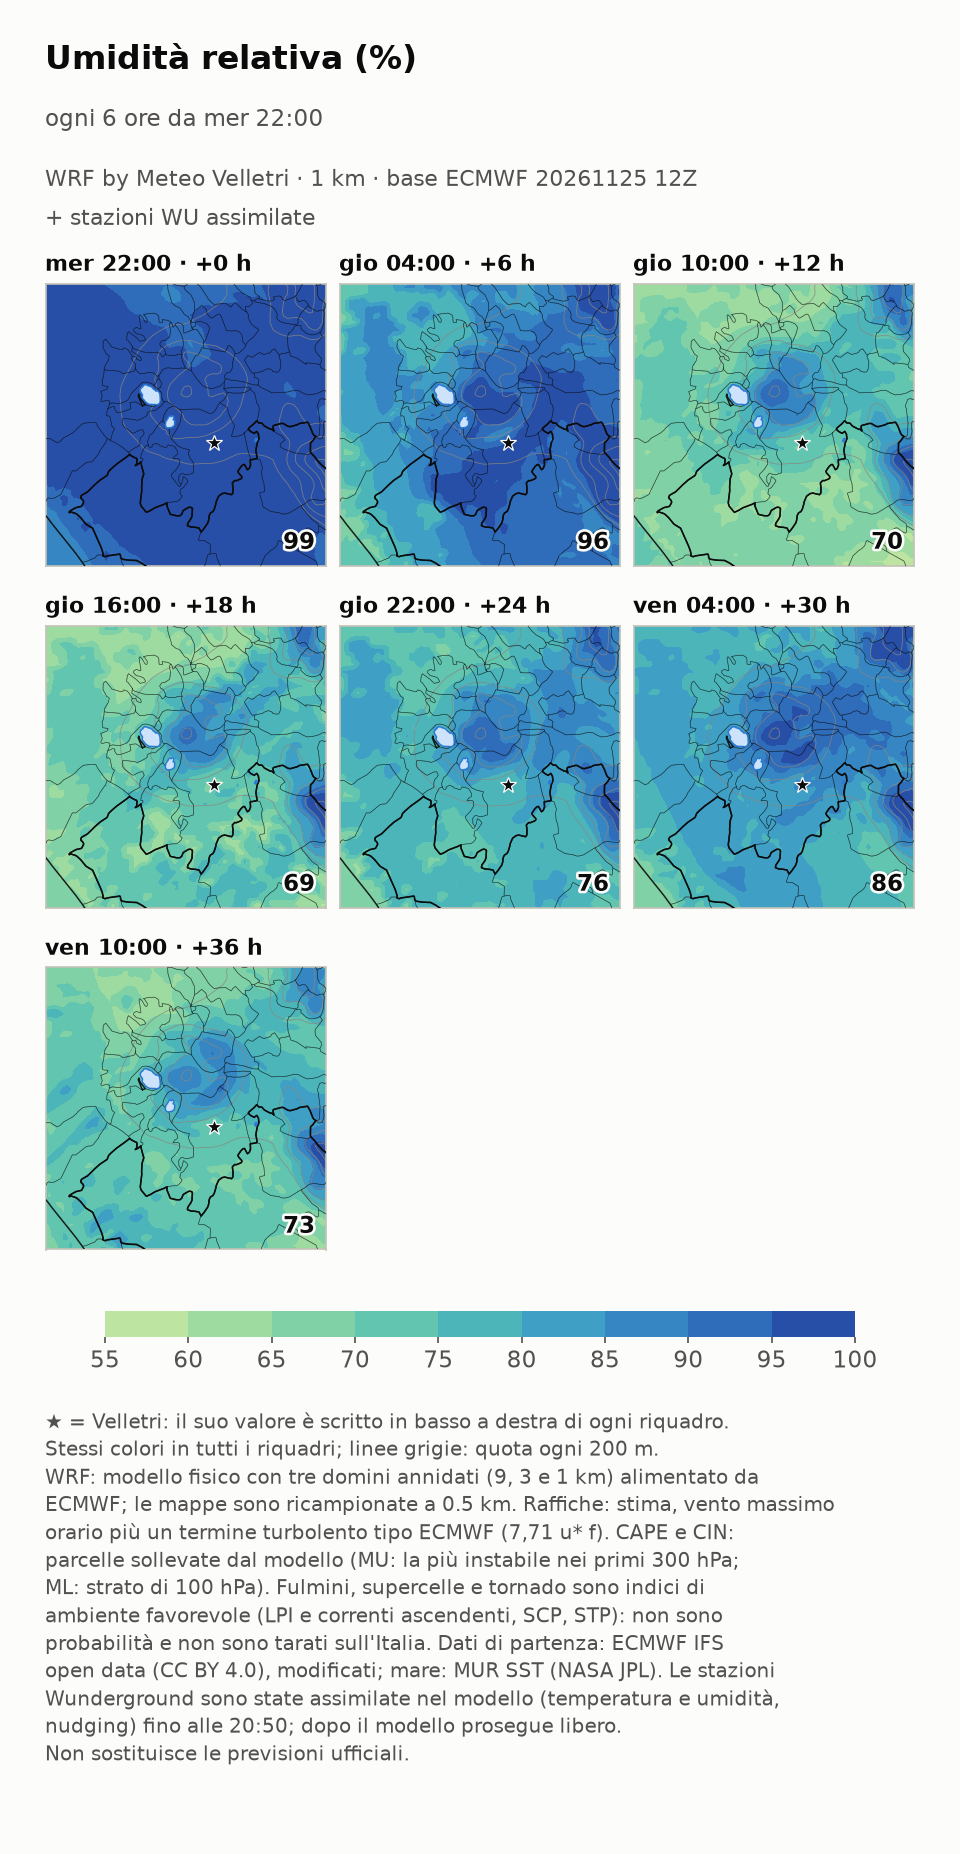 Umidità relativa (%)
ogni 6 ore da mer 22:00
WRF by Meteo Velletri · 1 km · base ECMWF 20261125 12Z
+ stazioni WU assimilate
mer 22:00 · +0 h
gio 04:00 · +6 h
gio 10:00 · +12 h
99
96
70
gio 16:00 · +18 h
gio 22:00 · +24 h
ven 04:00 · +30 h
69
76
86
ven 10:00 · +36 h
73
55 60 65 70 75 80 85 90 95 100
★ = Velletri: il suo valore è scritto in basso a destra di ogni riquadro.
Stessi colori in tutti i riquadri; linee grigie: quota ogni 200 m.
WRF: modello fisico con tre domini annidati (9, 3 e 1 km) alimentato da
ECMWF; le mappe sono ricampionate a 0.5 km. Raffiche: stima, vento massimo
orario più un termine turbolento tipo ECMWF (7,71 u* f). CAPE e CIN:
parcelle sollevate dal modello (MU: la più instabile nei primi 300 hPa;
ML: strato di 100 hPa). Fulmini, supercelle e tornado sono indici di
ambiente favorevole (LPI e correnti ascendenti, SCP, STP): non sono
probabilità e non sono tarati sull'Italia. Dati di partenza: ECMWF IFS
open data (CC BY 4.0), modificati; mare: MUR SST (NASA JPL). Le stazioni
Wunderground sono state assimilate nel modello (temperatura e umidità,
nudging) fino alle 20:50; dopo il modello prosegue libero.
Non sostituisce le previsioni ufficiali.